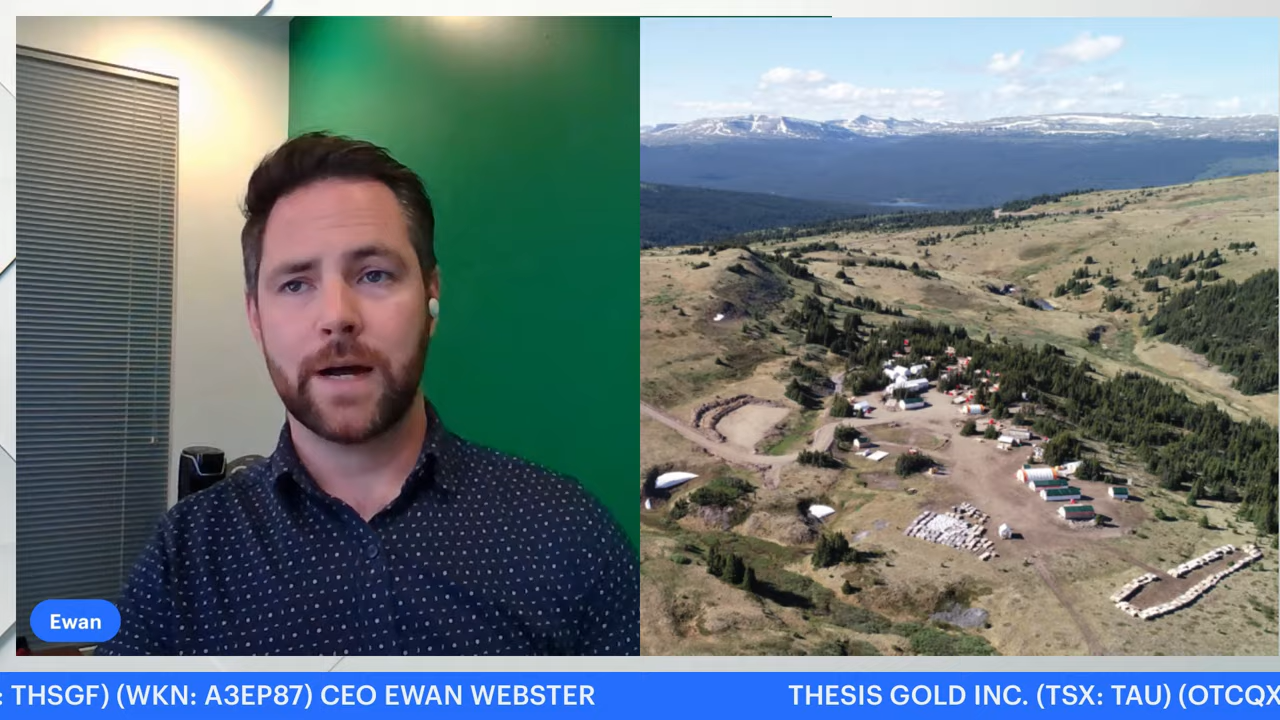 Ewan
: THSGF) (WKN: A3EP87) CEO EWAN WEBSTER THESIS GOLD INC. (TSX: TAU) (OTCQX